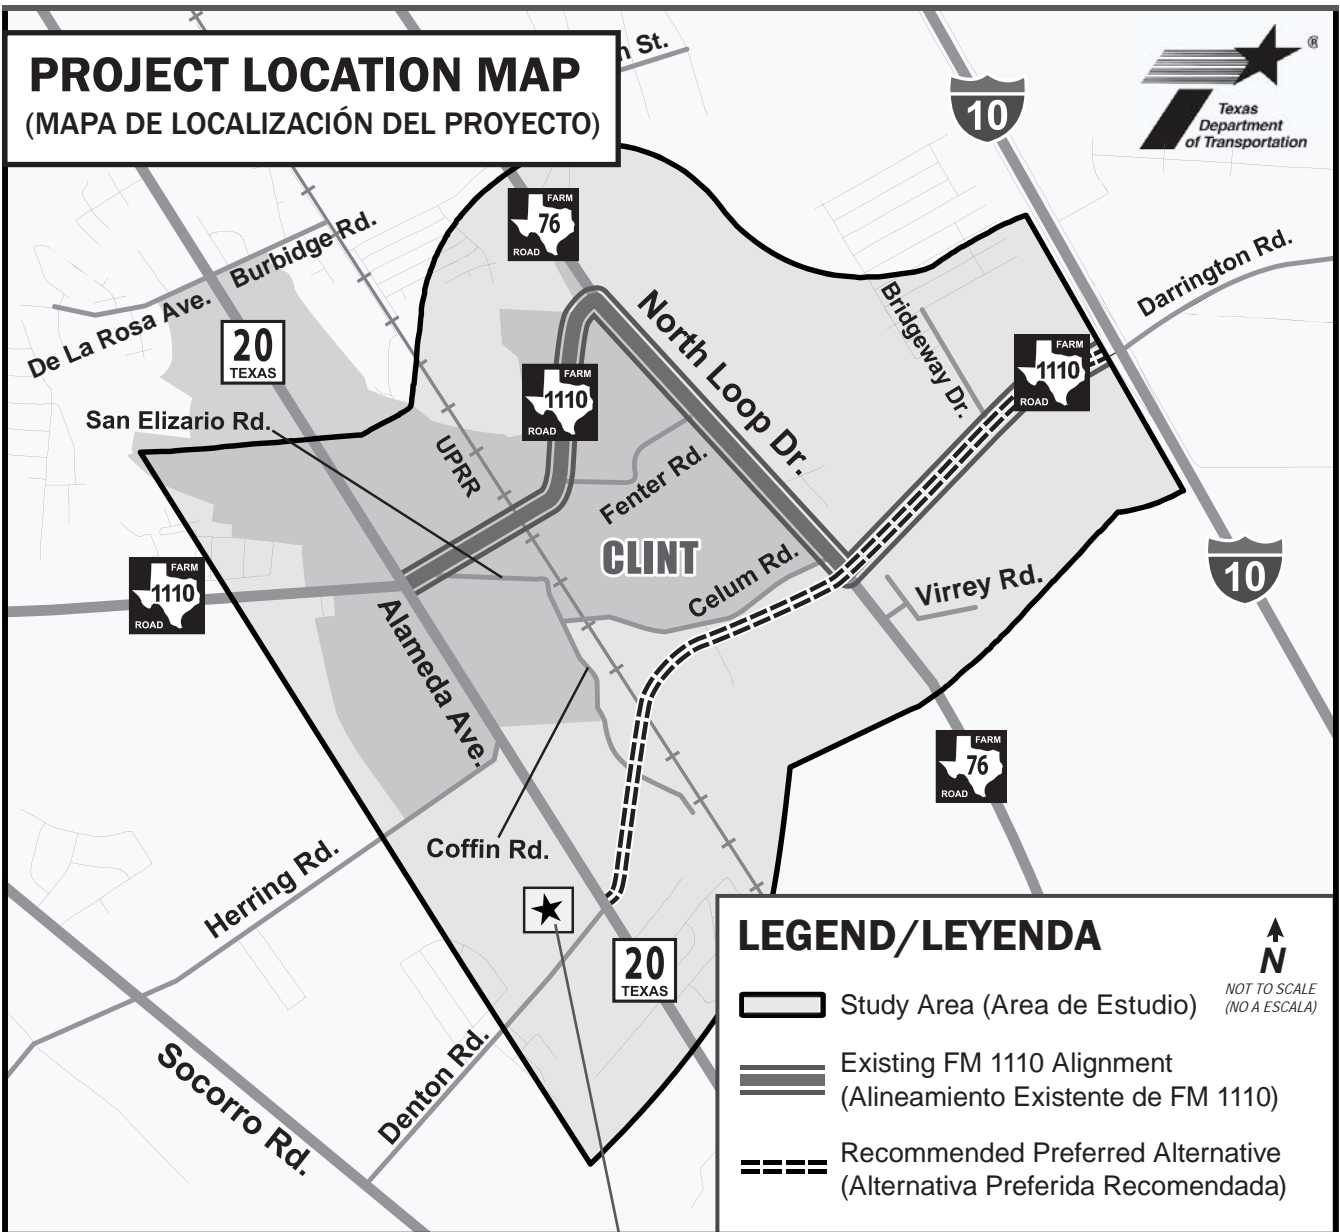 PROJECT LOCATION MAP
(MAPA DE LOCALIZACIÓN DEL PROYECTO)
St.
10
®
Texas
Department
of Transportation
FARM
76
ROAD
Burbidge Rd.
De La Rosa Ave.
20
TEXAS
North Loop Dr.
Bridgeway Dr.
Darrington Rd.
FARM
1110
ROAD
FARM
1110
ROAD
San Elizario Rd.
UPRR
Fenter Rd.
CLINT
Celum Rd.
Virrey Rd.
10
FARM
1110
ROAD
Alameda Ave.
FARM
76
ROAD
Coffin Rd.
Herring Rd.
20
TEXAS
Denton Rd.
Socorro Rd.
LEGEND/LEYENDA
N
NOT TO SCALE
(NO A ESCALA)
Study Area (Area de Estudio)
Existing FM 1110 Alignment
(Alineamiento Existente de FM 1110)
Recommended Preferred Alternative
(Alternativa Preferida Recomendada)